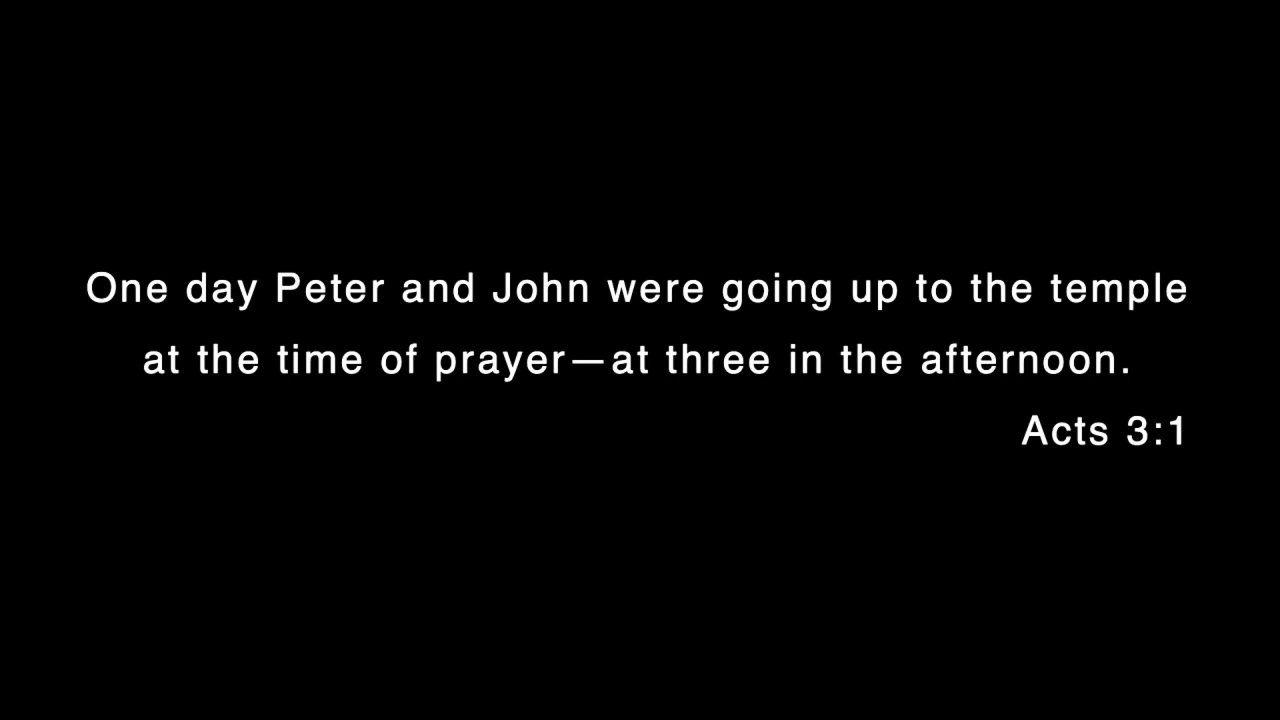 One day Peter and John were going up to the temple
at the time of prayer—at three in the afternoon.
Acts 3:1